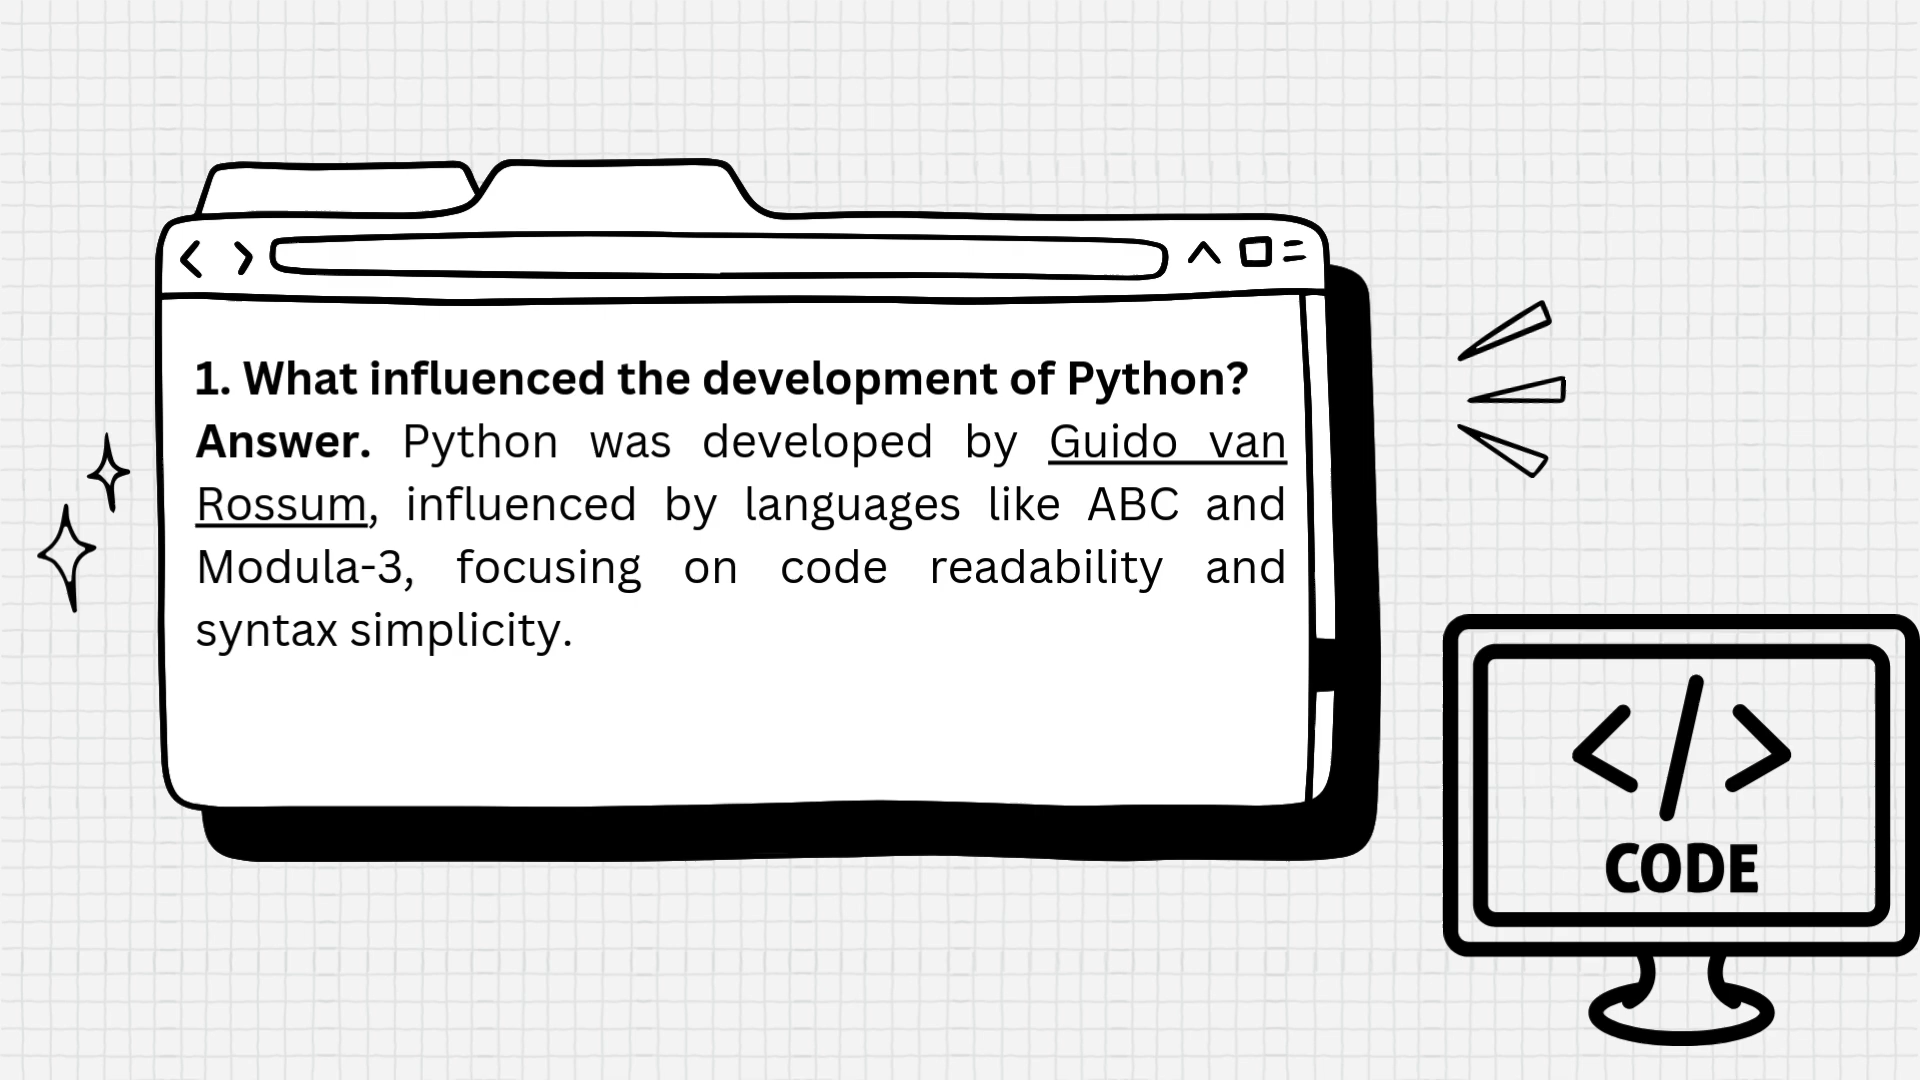 1. What influenced the development of Python?
Answer. Python was developed by Guido van
Rossum, influenced by languages like ABC and
Modula-3, focusing on code readability and
syntax simplicity.
</>
CODE